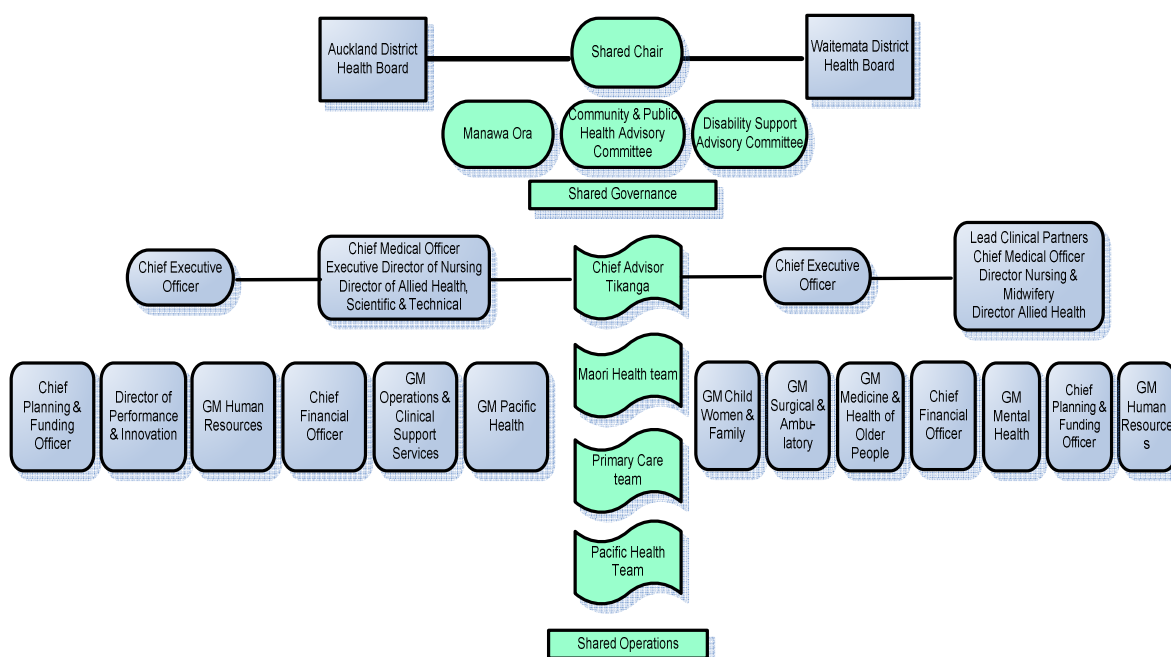 Auckland District
Health Board
Shared Chair
Waitemata District
Health Board
Manawa Ora
Community & Public
Health Advisory
Committee
Disability Support
Advisory Committee
Shared Governance
Chief Executive
Officer
Chief Medical Officer
Executive Director of Nursing
Director of Allied Health,
Scientific & Technical
Chief Advisor
Tikanga
Chief Executive
Officer
Lead Clinical Partners
Chief Medical Officer
Director Nursing &
Midwifery
Director Allied Health
Chief
Planning &
Funding
Officer
Director of
Performance
& Innovation
GM Human
Resources
Chief
Financial
Officer
GM
Operations &
Clinical
Support
Services
GM Pacific
Health
Maori Health team
GM Child
Women &
Family
GM
Surgical &
Ambu-
latory
GM
Medicine &
Health of
Older
People
Chief
Financial
Officer
GM
Mental
Health
Chief
Planning &
Funding
Officer
GM
Human
Resource
s
Primary Care
team
Pacific Health
Team
Shared Operations